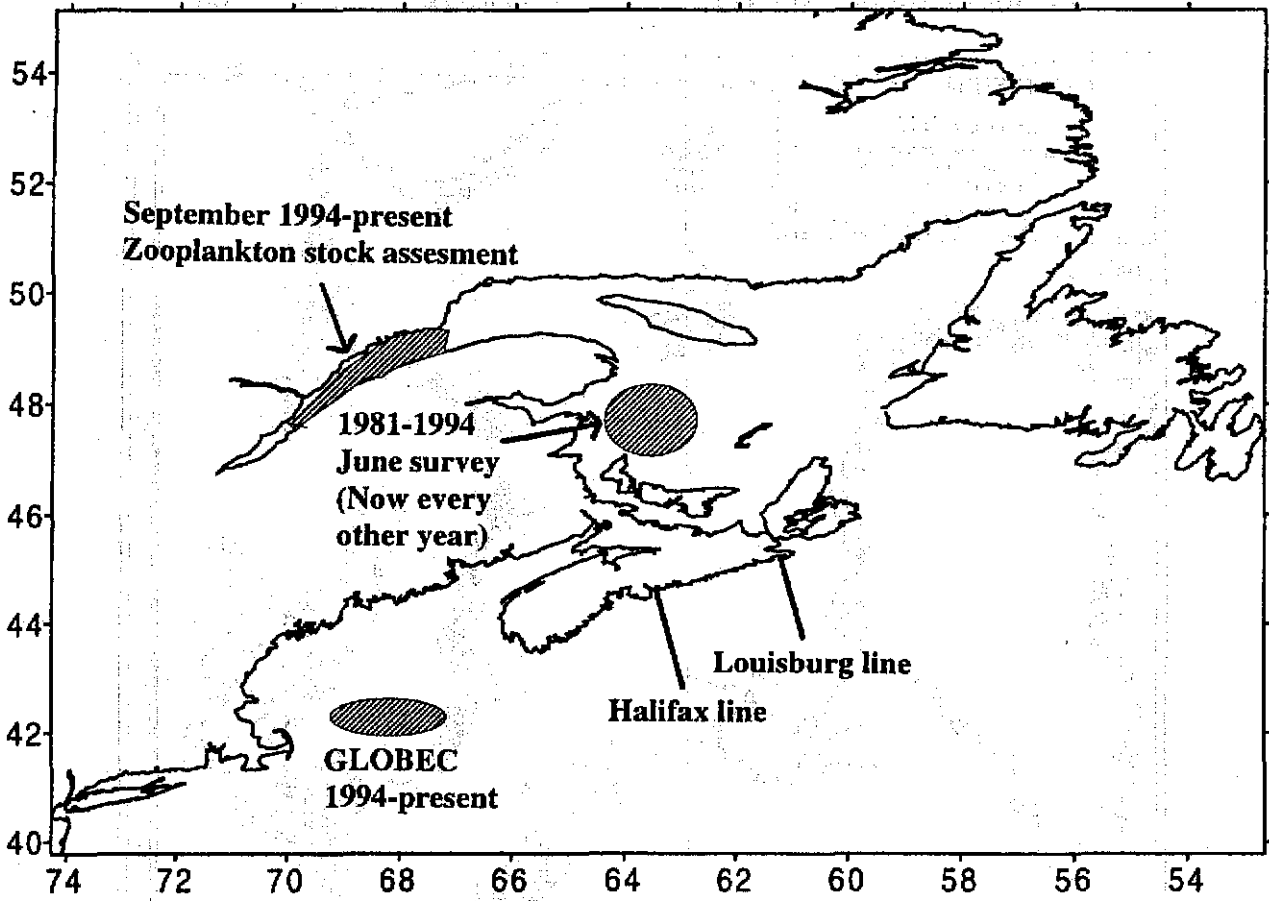 54
52
50
48
46
44
42
40
September 1994-present
Zooplankton stock assesment
1981-1994
June survey
(Now every
other year)
Louisburg line
Halifax line
GLOBEC
1994-present
74 72 70 68 66 64 62 60 58 56 54